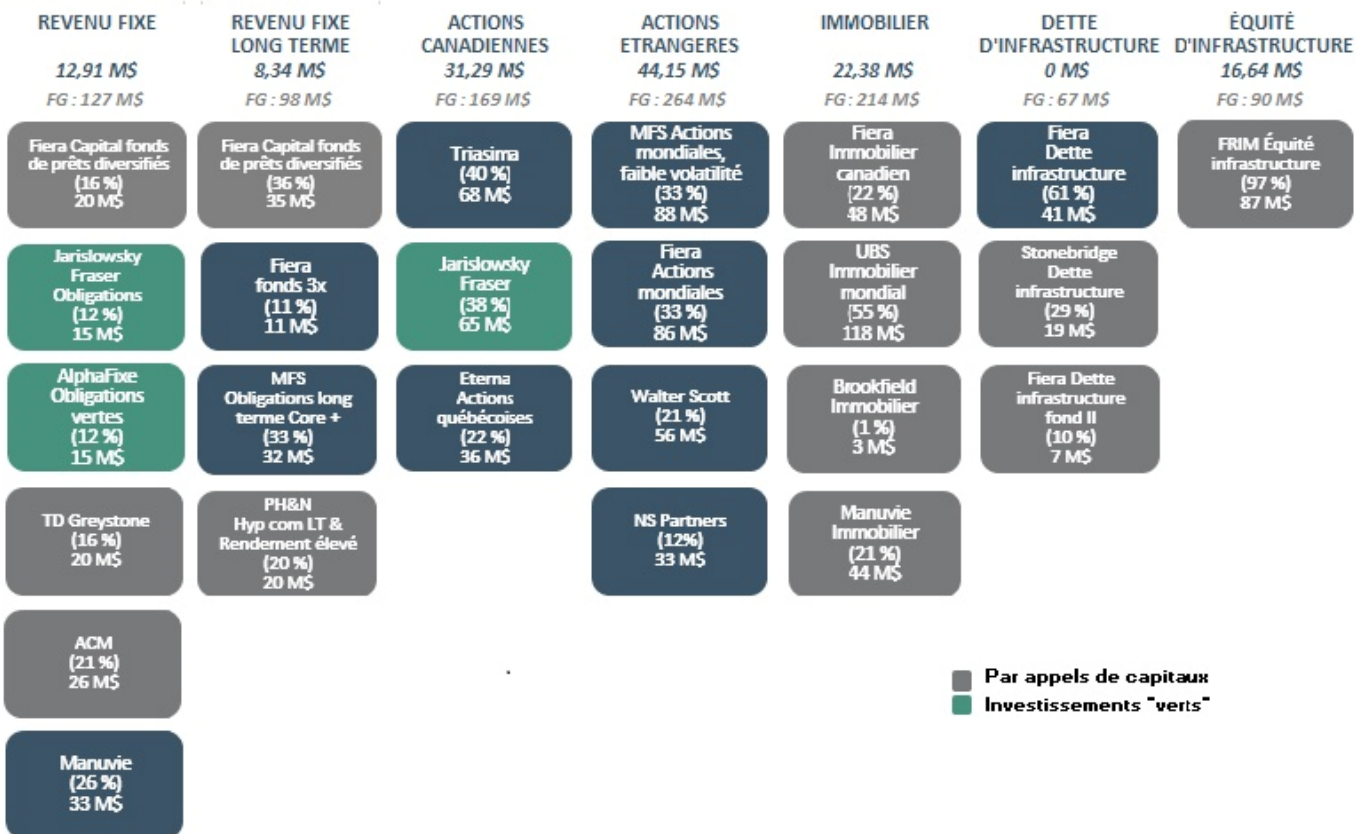 REVENU FIXE
12,91 M$
FG : 127 M$
Fiera Capital fonds
de prêts diversifiés
(16 %)
20 M$
Jarislowsky
Fraser
Obligations
(12 %)
15 M$
AlphaFixe
Obligations
vertes
(12 %)
15 M$
TD Greystone
(16 %)
20 M$
ACM
(21 %)
26 M$
Manuvie
(26 %)
33 M$
REVENU FIXE
LONG TERME
8,34 M$
FG : 98 M$
Fiera Capital fonds
de prêts diversifiés
(36 %)
35 M$
Fiera
fonds 3x
(11 %)
11 M$
MFS
Obligations long
terme Core +
(33 %)
32 M$
PH&N
Hyp com LT &
Rendement élevé
(20 %)
20 M$
ACTIONS
CANADIENNES
31,29 M$
FG : 169 M$
Triasima
(40 %)
68 M$
Jarislowsky
Fraser
(38 %)
65 M$
Eterna
Actions
québécoises
(22 %)
36 M$
ACTIONS
ETRANGERES
44,15 M$
FG : 264 M$
MFS Actions
mondiales,
faible volatilité
(33 %)
88 M$
Fiera
Actions
mondiales
(33 %)
86 M$
Walter Scott
(21 %)
56 M$
NS Partners
(12%)
33 M$
IMMOBILIER
22,38 M$
FG : 214 M$
Fiera
Immobilier
canadien
(22 %)
48 M$
UBS
Immobilier
mondial
(55 %)
118 M$
Brookfield
Immobilier
(1 %)
3 M$
Manuvie
Immobilier
(21 %)
44 M$
DETTE
D'INFRASTRUCTURE
0 M$
FG : 67 M$
Fiera
Dette
infrastructure
(61 %)
41 M$
Stonebridge
Dette
infrastructure
(29 %)
19 M$
Fiera Dette
infrastructure
fond II
(10 %)
7 M$
ÉQUITÉ
D'INFRASTRUCTURE
16,64 M$
FG : 90 M$
FRIM Équité
infrastructure
(97 %)
87 M$
Par appels de capitaux
Investissements "verts"